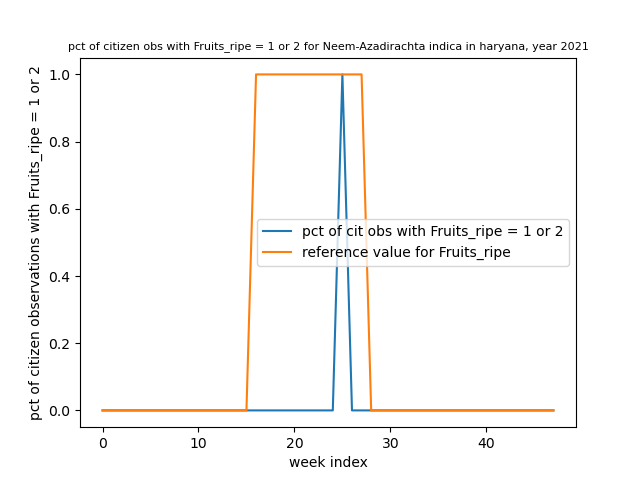 pct of citizen obs with Fruits_ripe = 1 or 2 for Neem-Azadirachta indica in haryana, year 2021
pct of citizen observations with Fruits_ripe = 1 or 2
1.0
0.8
0.6
0.4
0.2
0.0
pct of cit obs with Fruits_ripe = 1 or 2
reference value for Fruits_ripe
0 10 20 30 40
week index